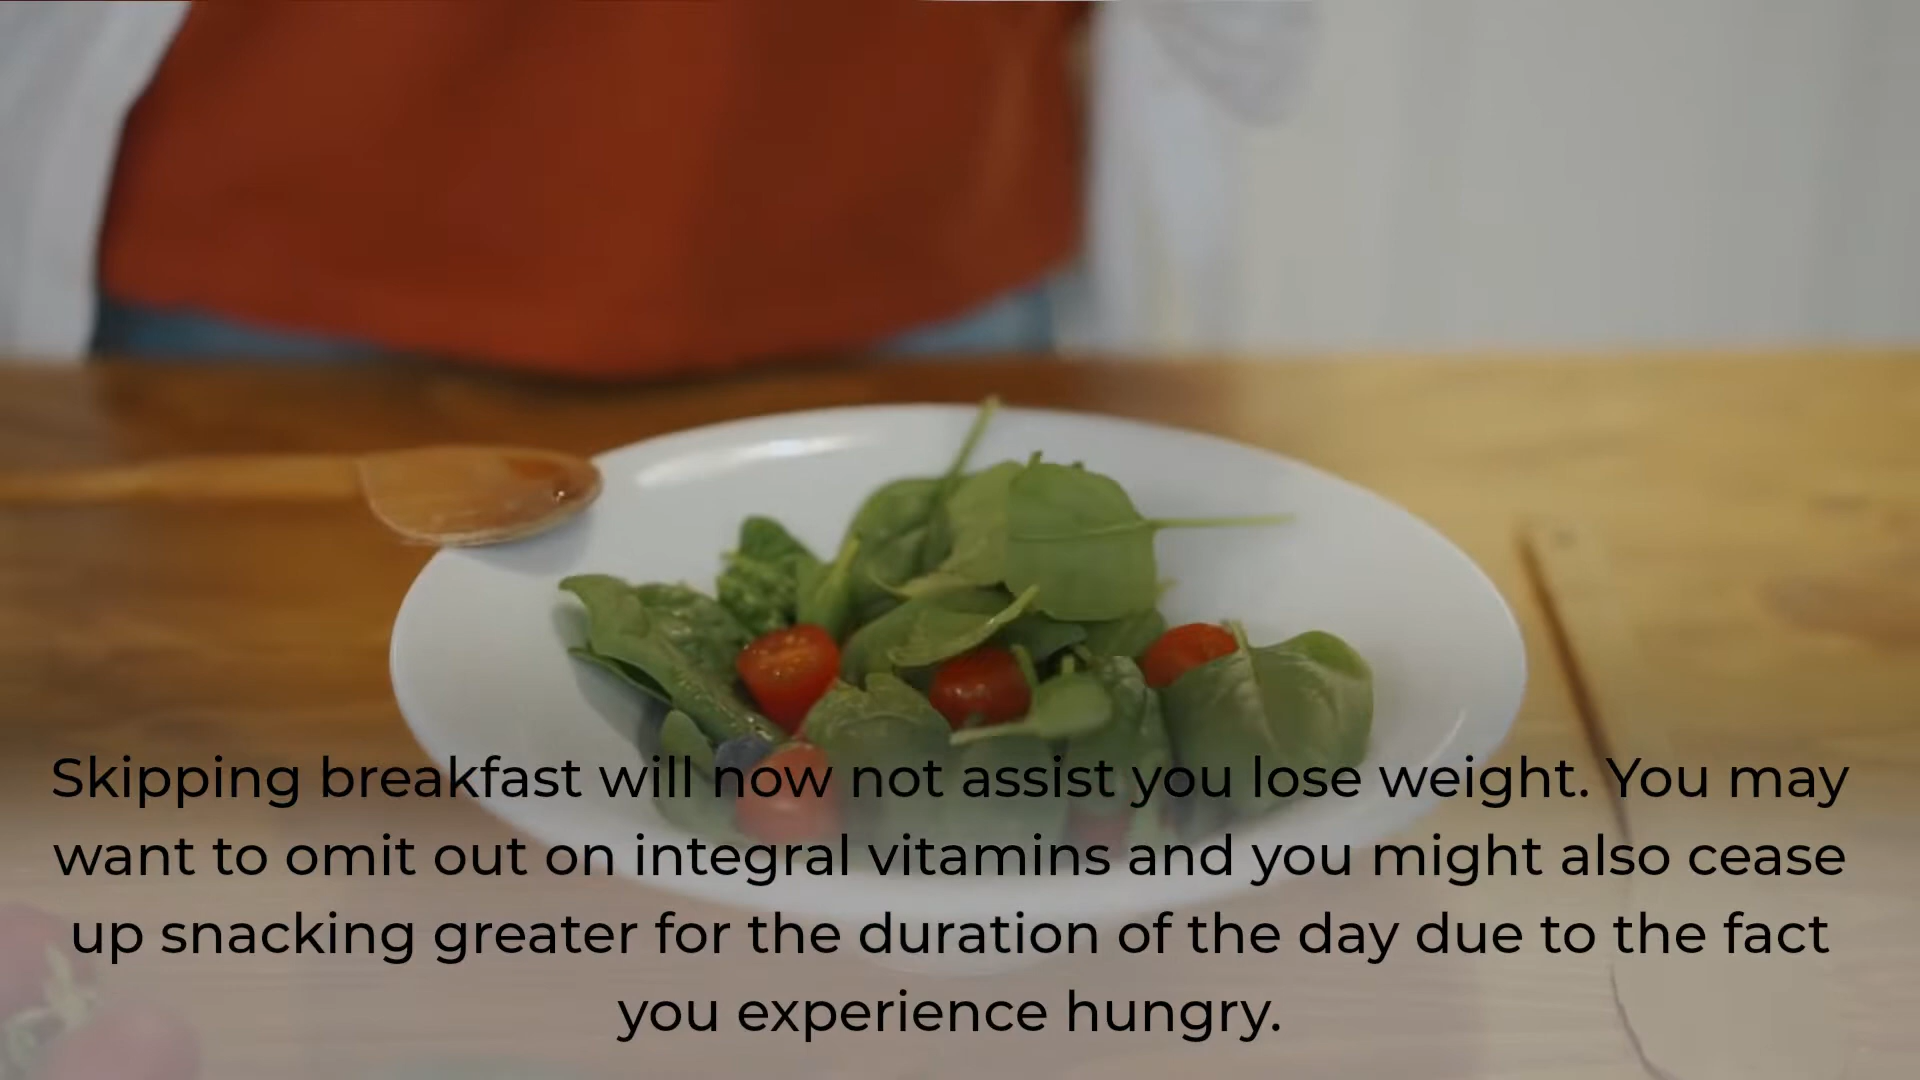 Skipping breakfast will now not assist you lose weight. You may
want to omit out on integral vitamins and you might also cease
up snacking greater for the duration of the day due to the fact
you experience hungry.